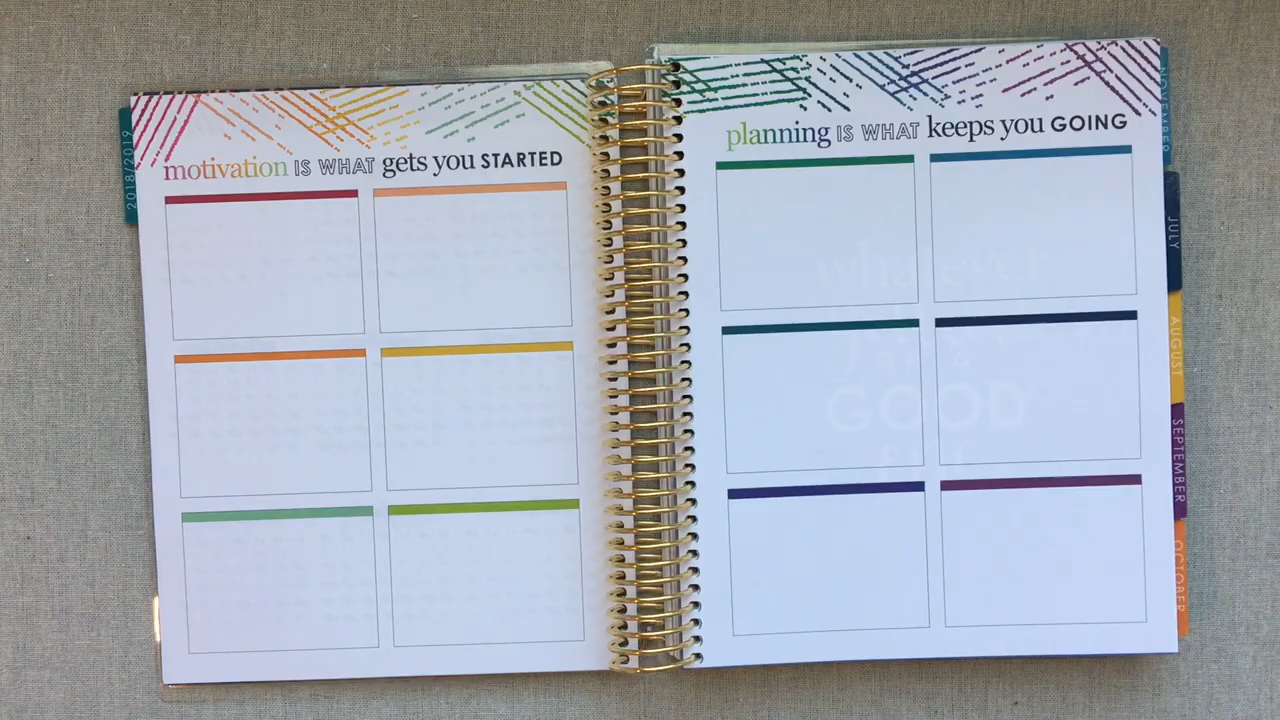 2018/2019
motivation IS WHAT gets you STARTED
planning IS WHAT keeps you GOING
NOVEMBER
JULY
AUGUST
SEPTEMBER
OCTOBER
GOOD